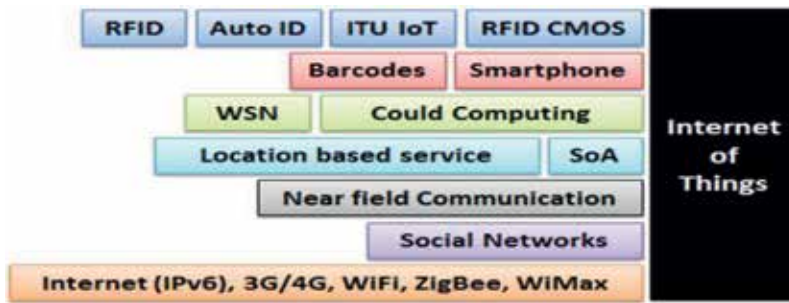 RFID Auto ID ITU IoT RFID CMOS
Barcodes Smartphone
WSN Could Computing
Location based service SoA
Near field Communication
Social Networks
Internet (IPv6), 3G/4G, WiFi, ZigBee, WiMax
Internet
of
Things